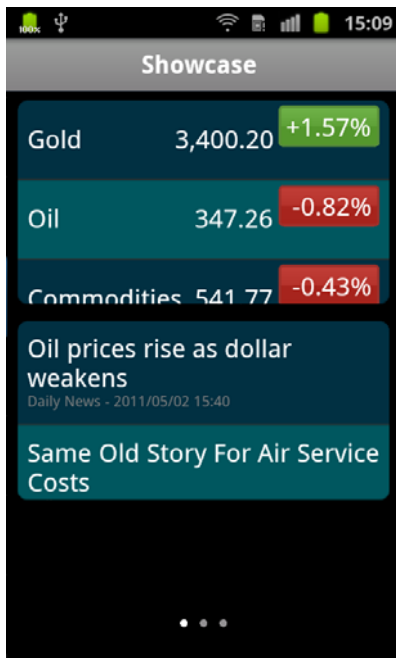 100%
15:09
Showcase
Gold 3,400.20 +1.57%
Oil 347.26 -0.82%
Commodities 541.77 -0.43%
Oil prices rise as dollar
weakens
Daily News - 2011/05/02 15:40
Same Old Story For Air Service
Costs